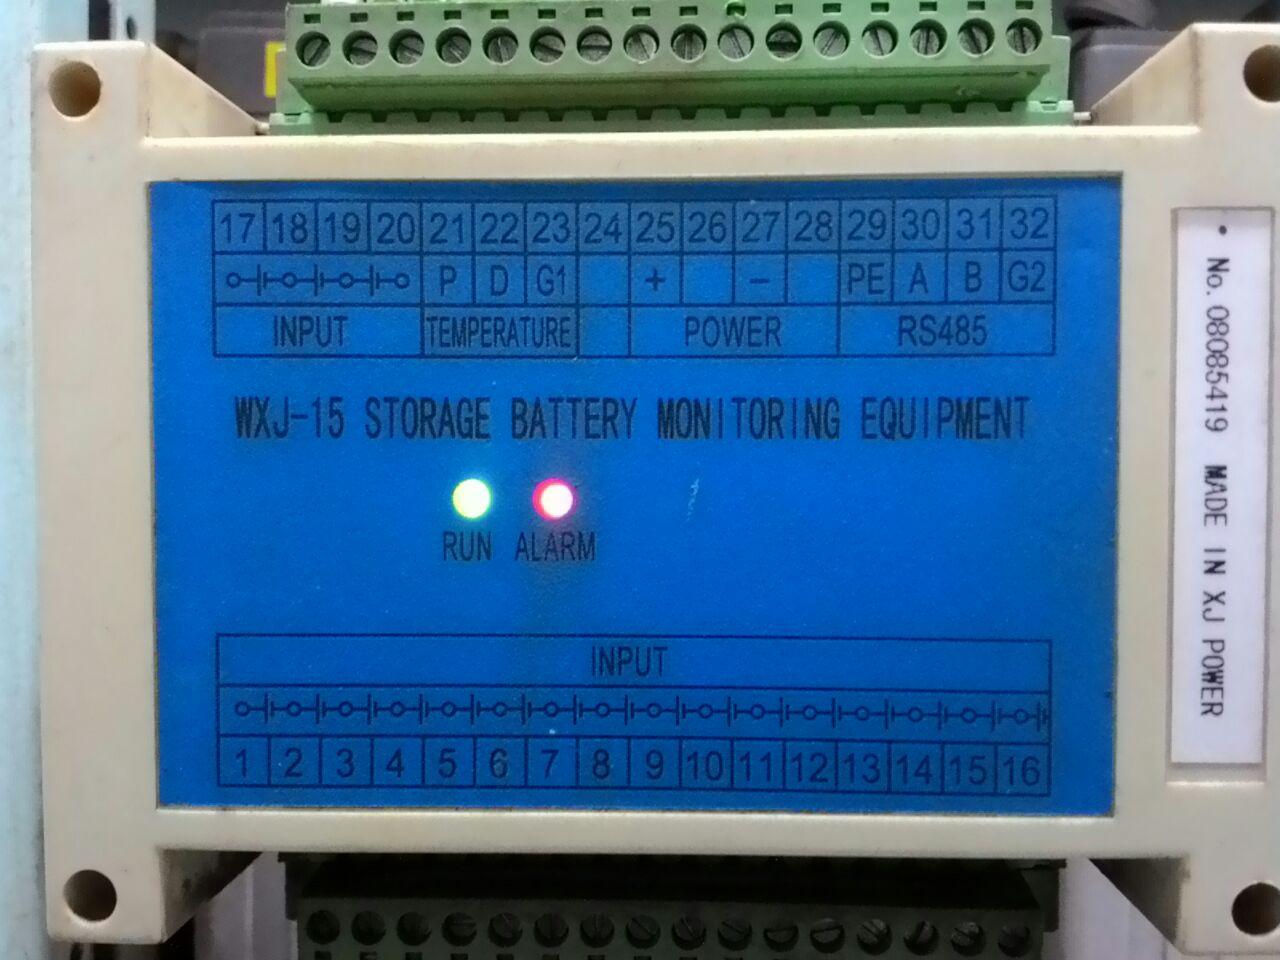 17 18 19 20 21 22 23 24 25 26 27 28 29 30 31 32
P D G1 + − PE A B G2
INPUT TEMPERATURE POWER RS485
WXJ-15 STORAGE BATTERY MONITORING EQUIPMENT
RUN ALARM
INPUT
1 2 3 4 5 6 7 8 9 10 11 12 13 14 15 16
No. 08085419 MADE IN XJ POWER